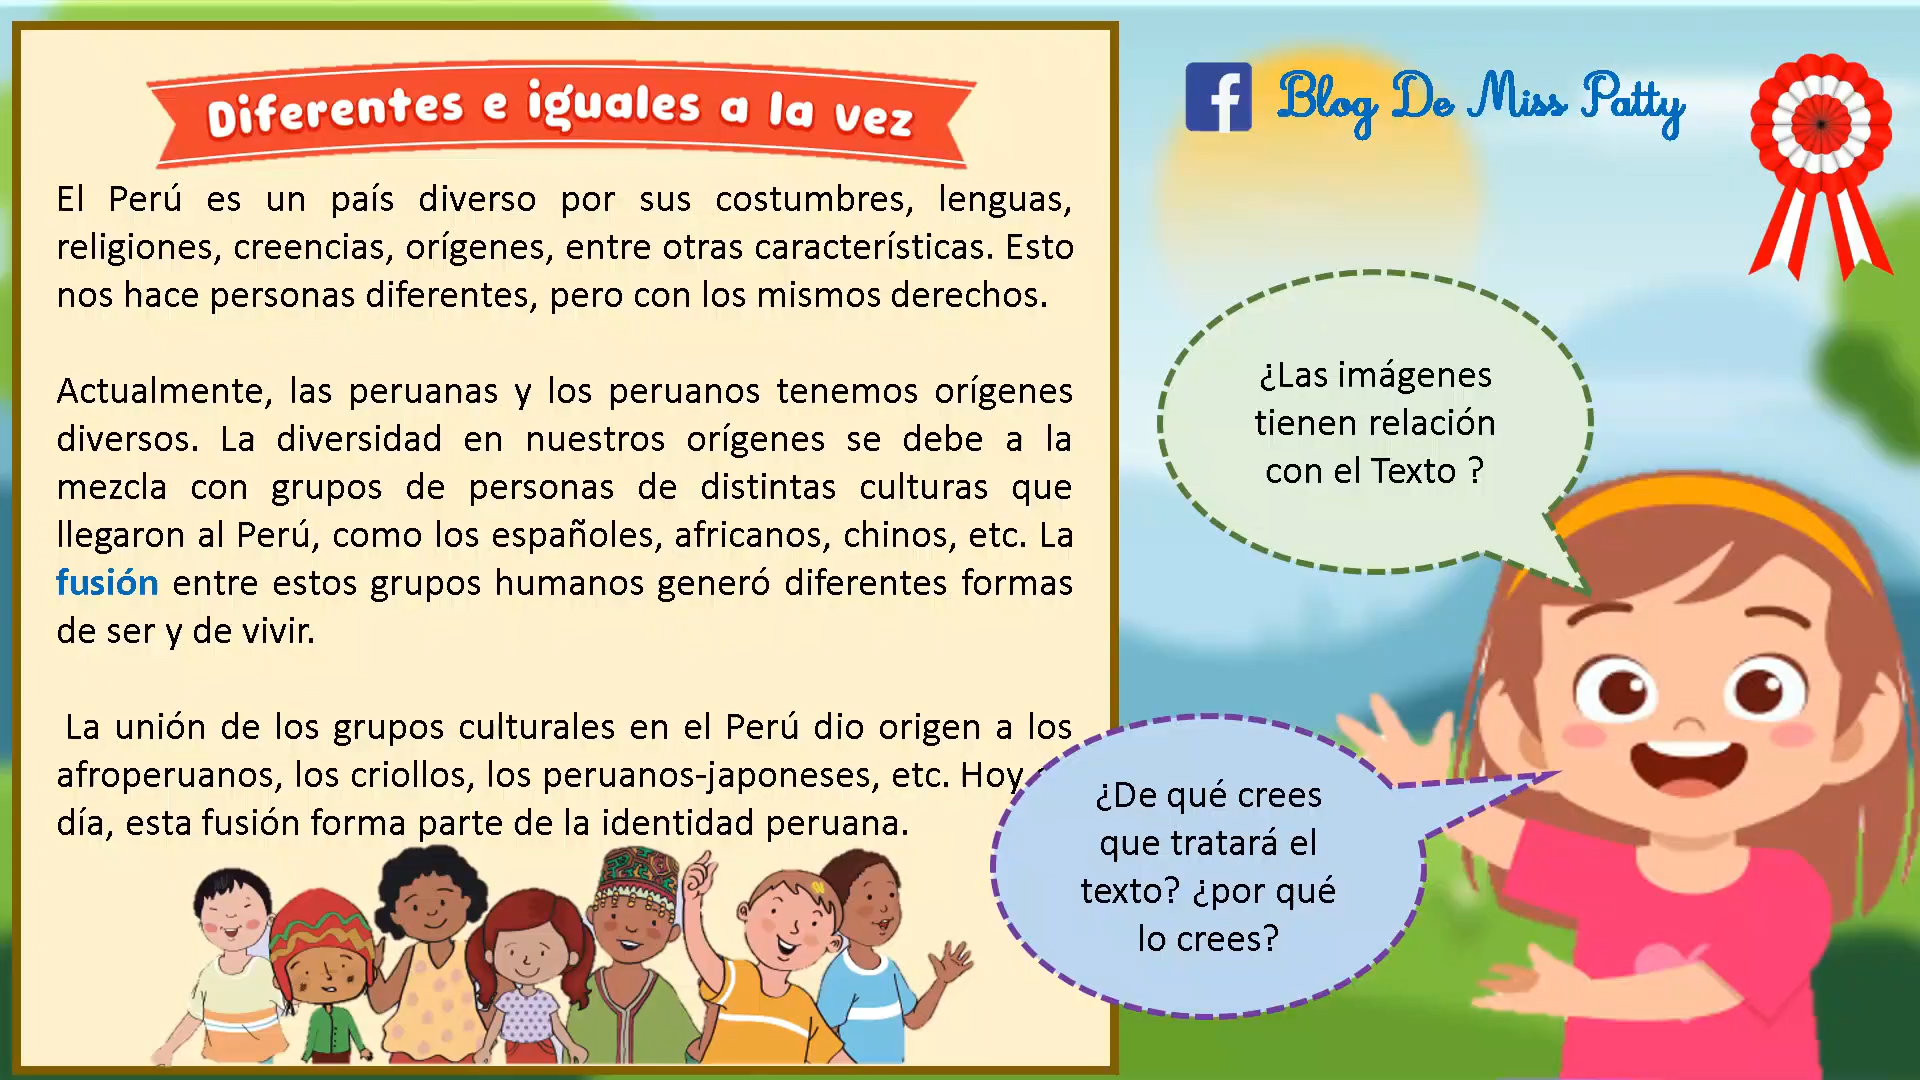 Diferentes e iguales a la vez
El Perú es un país diverso por sus costumbres, lenguas,
religiones, creencias, orígenes, entre otras características. Esto
nos hace personas diferentes, pero con los mismos derechos.
Actualmente, las peruanas y los peruanos tenemos orígenes
diversos. La diversidad en nuestros orígenes se debe a la
mezcla con grupos de personas de distintas culturas que
llegaron al Perú, como los españoles, africanos, chinos, etc. La
fusión entre estos grupos humanos generó diferentes formas
de ser y de vivir.
La unión de los grupos culturales en el Perú dio origen a los
afroperuanos, los criollos, los peruanos-japoneses, etc. Hoy
día, esta fusión forma parte de la identidad peruana.
f Blog De Miss Patty
¿Las imágenes
tienen relación
con el Texto ?
¿De qué crees
que tratará el
texto? ¿por qué
lo crees?